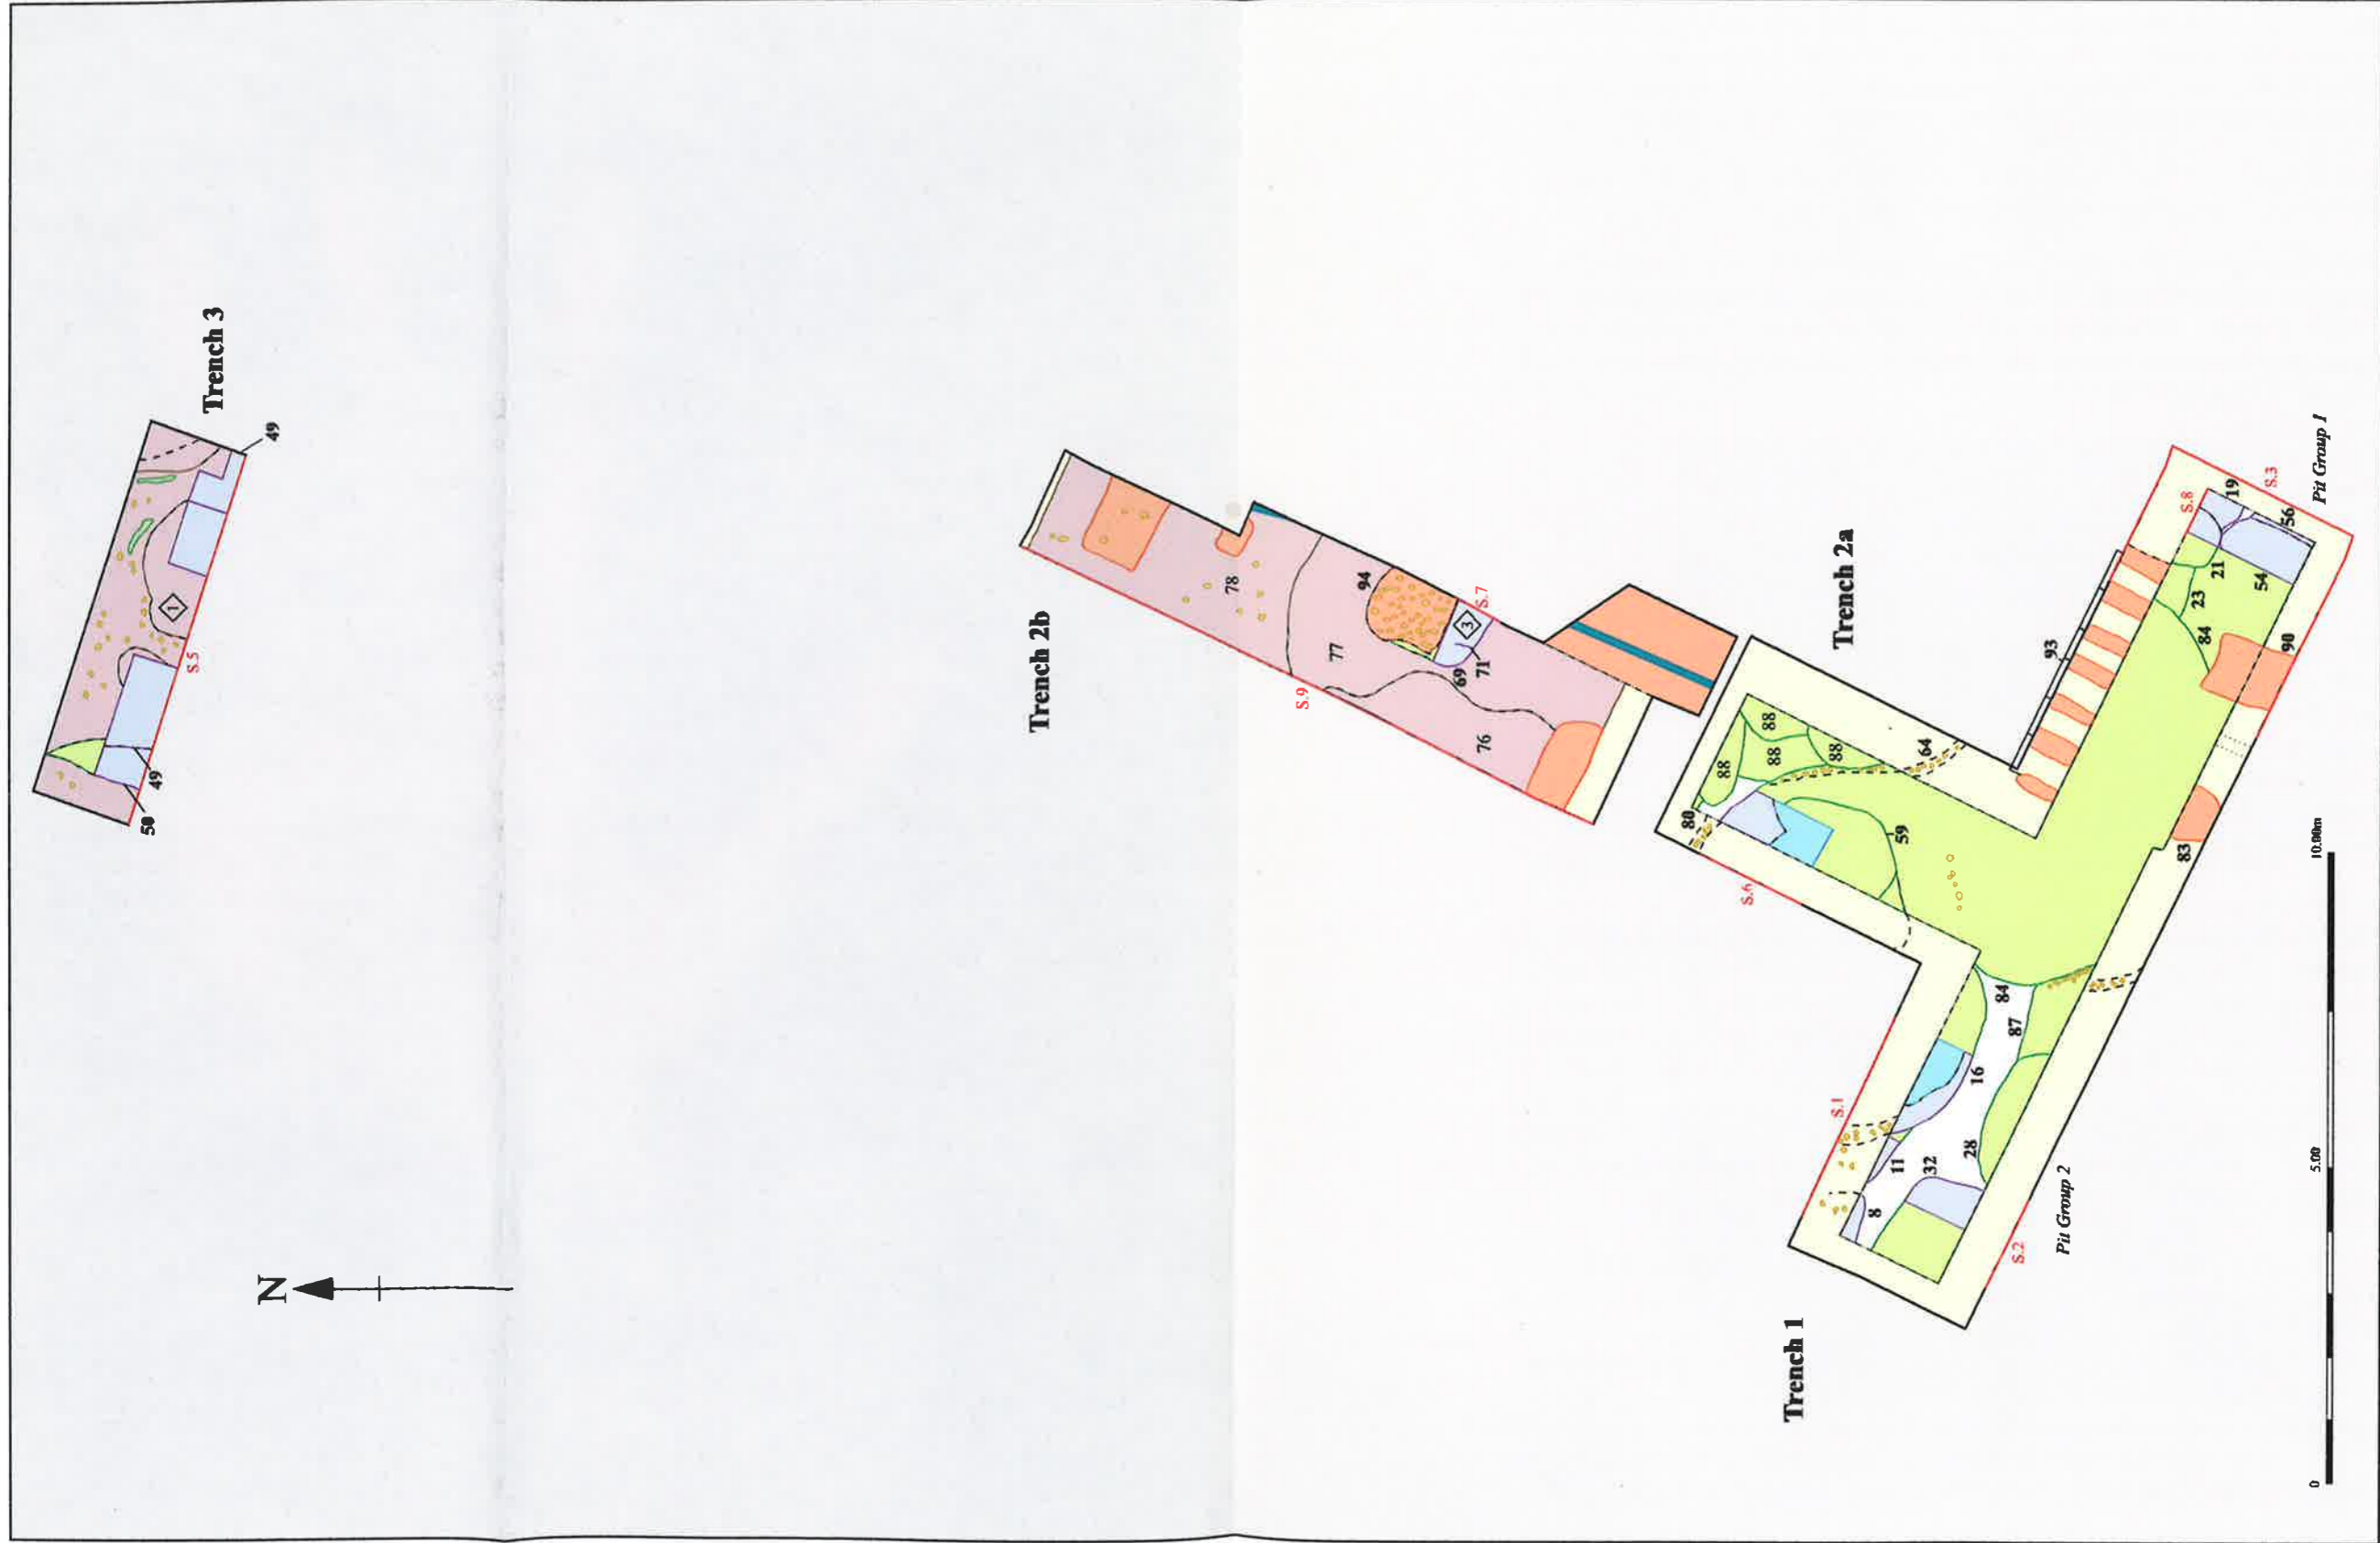 Trench 3
49
S.5
49
50
N
Trench 2b
78
94
S.7
3
77
71
69
S.9
76
1
Trench 2a
93
88
88
88
88
64
80
59
S.6
S.8
19
S.3
Pit Group 1
56
21
54
23
84
90
83
84
87
16
S.1
11
32
28
8
S.2
Pit Group 2
Trench 1
0
5.00
10.00m